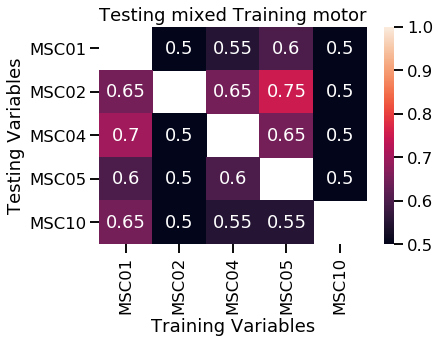 Testing mixed Training motor
Testing Variables
MSC01 0.5 0.55 0.6 0.5
MSC02 0.65 0.65 0.75 0.5
MSC04 0.7 0.5 0.65 0.5
MSC05 0.6 0.5 0.6 0.5
MSC10 0.65 0.5 0.55 0.55
MSC01 MSC02 MSC04 MSC05 MSC10
Training Variables
1.0
0.9
0.8
0.7
0.6
0.5